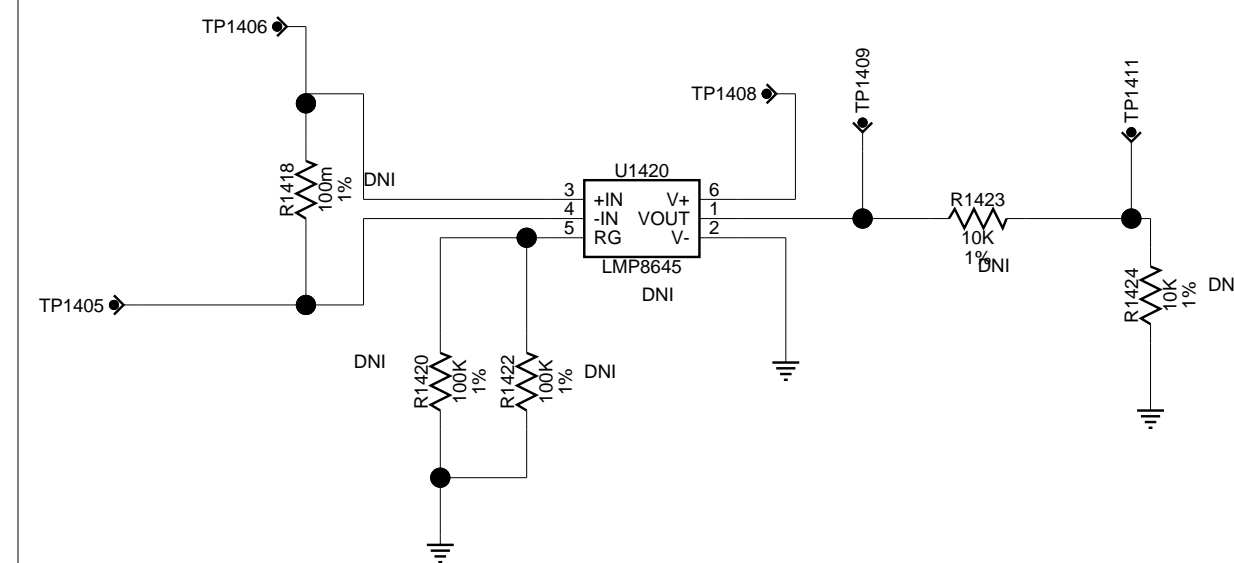 TP1406
TP1408
TP1409
TP1411
R1418
100m
1%
DNI
U1420
3
+IN
V+
6
4
-IN
VOUT
1
5
RG
V-
2
LMP8645
DNI
R1423
10K
1%
DNI
R1424
10K
1%
DN
TP1405
DNI
R1420
100K
1%
R1422
100K
1%
DNI